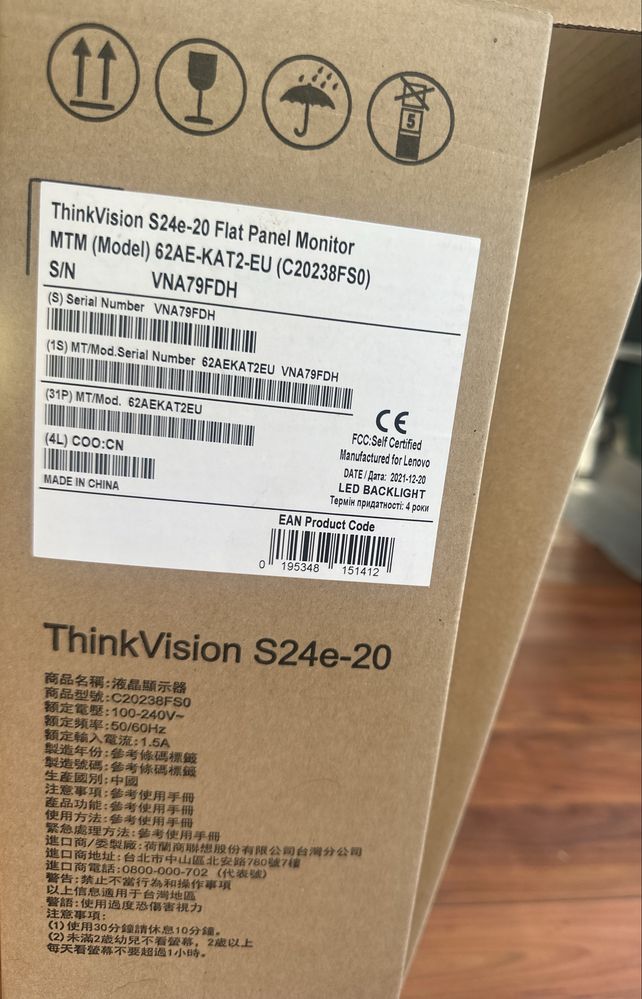 5
ThinkVision S24e-20 Flat Panel Monitor
MTM (Model) 62AE-KAT2-EU (C20238FS0)
S/N VNA79FDH
(S) Serial Number VNA79FDH
(1S) MT/Mod.Serial Number 62AEKAT2EU VNA79FDH
(31P) MT/Mod. 62AEKAT2EU
(4L) COO:CN
MADE IN CHINA
CE
FCC:Self Certified
Manufactured for Lenovo
DATE / Дата: 2021-12-20
LED BACKLIGHT
Термін придатності: 4 роки
EAN Product Code
0 195348 151412
ThinkVision S24e-20
商品名稱:液晶顯示器
商品型號:C20238FS0
額定電壓:100-240V~
額定頻率:50/60Hz
額定輸入電流:1.5A
製造年份:參考條碼標籤
製造號碼:參考條碼標籤
生產國別:中國
注意事項:參考使用手冊
產品功能:參考使用手冊
使用方法:參考使用手冊
緊急處理方法:參考使用手冊
進口商/委製廠:荷蘭商聯想股份有限公司台灣分公司
進口商地址:台北市中山區北安路780號7樓
進口商電話:0800-000-702 (代表號)
警告:禁止不當行為和操作事項
以上信息適用于台灣地區
警語:使用過度恐傷害視力
注意事項:
(1)使用30分鐘請休息10分鐘。
(2)未滿2歲幼兒不看螢幕，2歲以上
每天看螢幕不要超過1小時。